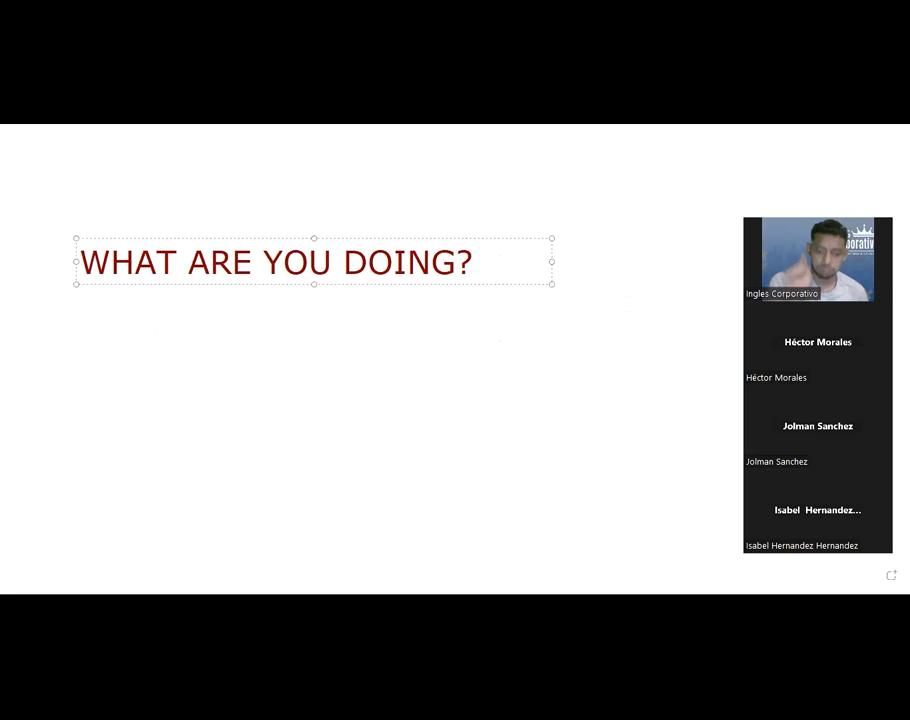 WHAT ARE YOU DOING?
Ingles Corporativo
Héctor Morales
Héctor Morales
Jolman Sanchez
Jolman Sanchez
Isabel Hernandez...
Isabel Hernandez Hernandez